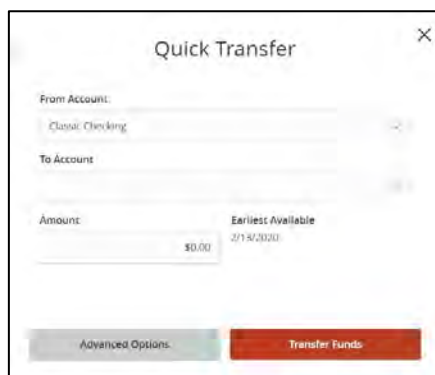 Quick Transfer
From Account
Classic Checking
To Account
Amount
Earliest Available
$0.00
2/13/2020
Advanced Options
Transfer Funds